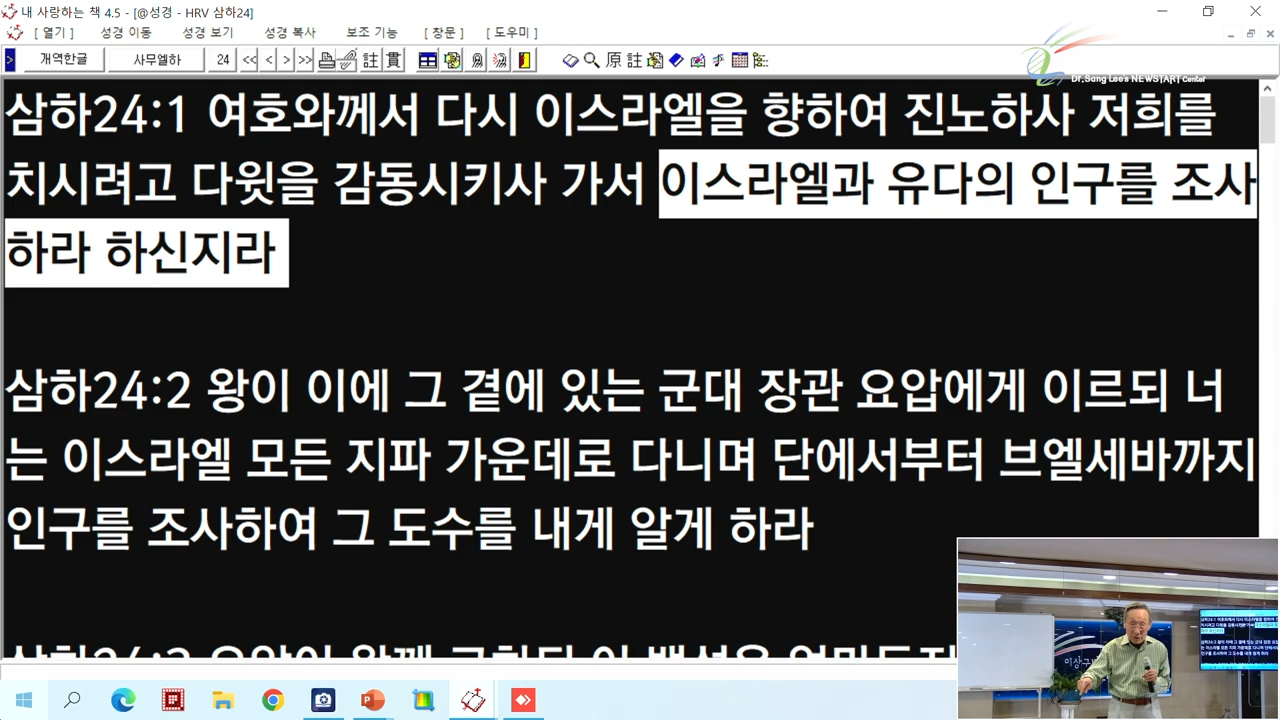 내 사랑하는 책 4.5 - [@성경 - HRV 삼하24]
[ 열기 ] 성경 이동 성경 보기 성경 복사 보조 기능 [ 창문 ] [ 도우미 ]
개역한글 사무엘하 24 << < > >> 註 貫 原 註
Dr.Sang Lee's NEWSTART Center
삼하24:1 여호와께서 다시 이스라엘을 향하여 진노하사 저희를
치시려고 다윗을 감동시키사 가서 이스라엘과 유다의 인구를 조사
하라 하신지라
삼하24:2 왕이 이에 그 곁에 있는 군대 장관 요압에게 이르되 너
는 이스라엘 모든 지파 가운데로 다니며 단에서부터 브엘세바까지
인구를 조사하여 그 도수를 내게 알게 하라